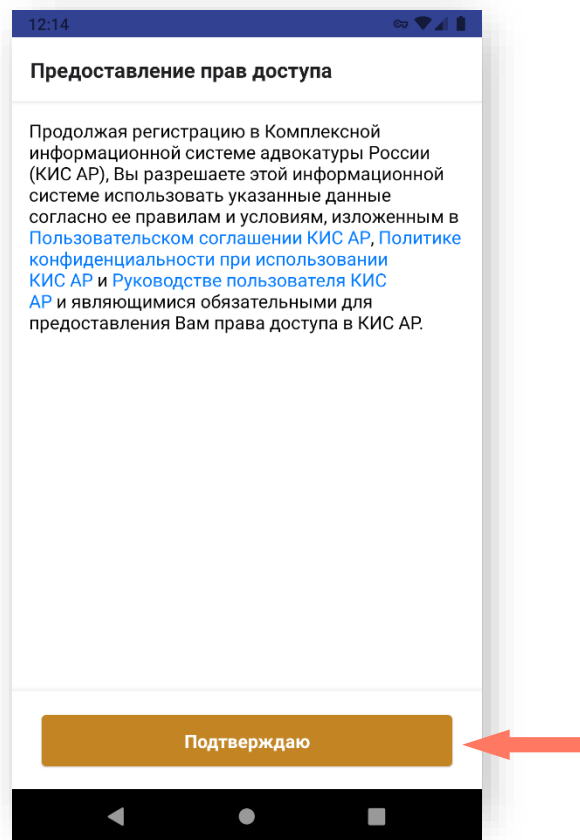 12:14
Предоставление прав доступа
Продолжая регистрацию в Комплексной
информационной системе адвокатуры России
(КИС АР), Вы разрешаете этой информационной
системе использовать указанные данные
согласно ее правилам и условиям, изложенным в
Пользовательском соглашении КИС АР, Политике
конфиденциальности при использовании
КИС АР и Руководстве пользователя КИС
АР и являющимися обязательными для
предоставления Вам права доступа в КИС АР.
Подтверждаю